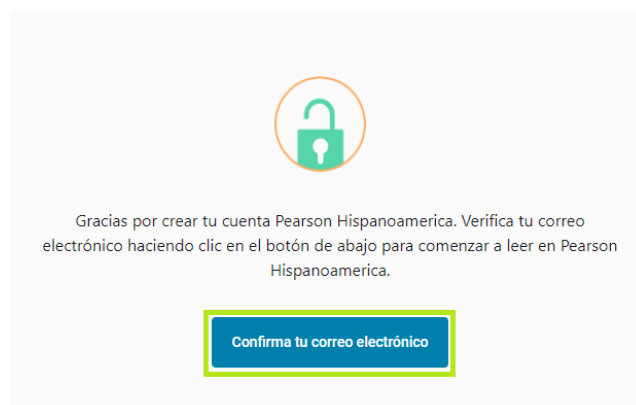 Gracias por crear tu cuenta Pearson Hispanoamerica. Verifica tu correo
electrónico haciendo clic en el botón de abajo para comenzar a leer en Pearson
Hispanoamerica.
Confirma tu correo electrónico